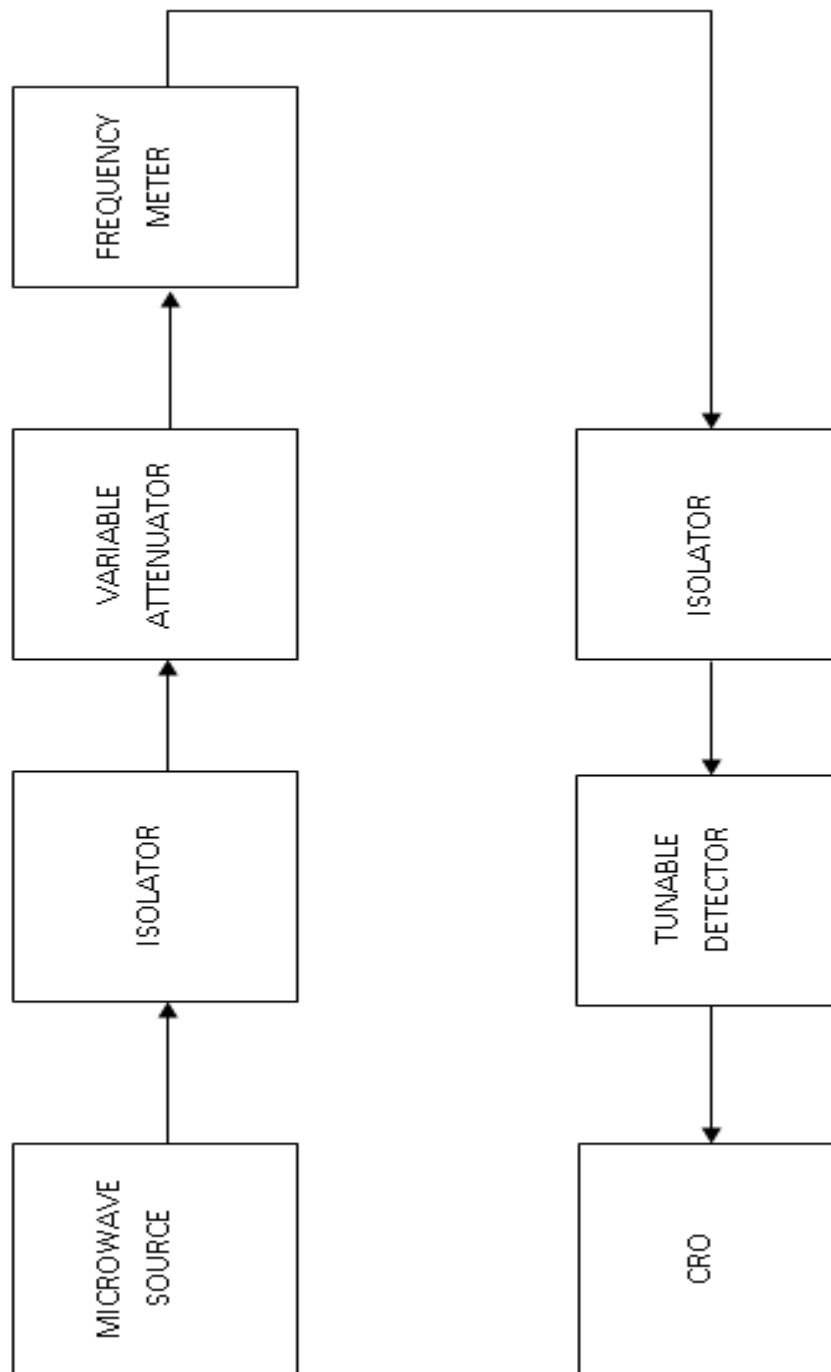 MICROWAVE
SOURCE
ISOLATOR
VARIABLE
ATTENUATOR
FREQUENCY
METER
ISOLATOR
TUNABLE
DETECTOR
CRO